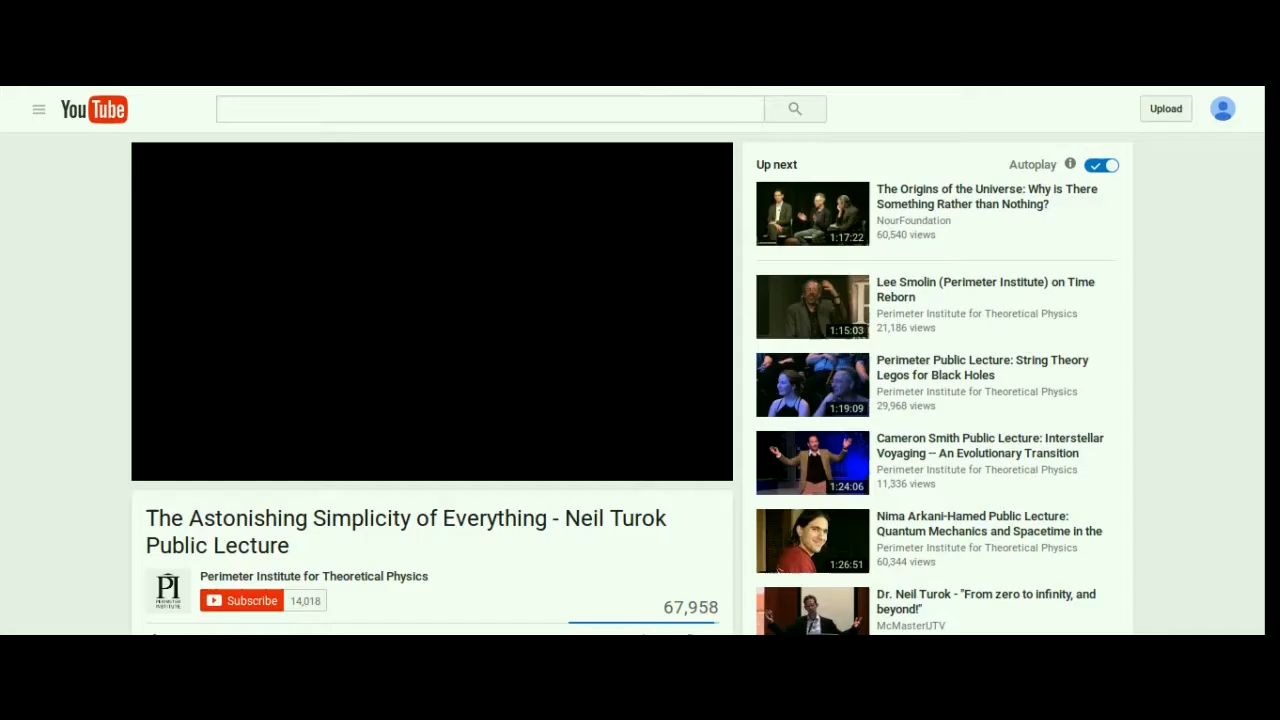 YouTube
Upload
Up next
Autoplay
The Origins of the Universe: Why is There
Something Rather than Nothing?
NourFoundation
60,540 views
1:17:22
Lee Smolin (Perimeter Institute) on Time
Reborn
Perimeter Institute for Theoretical Physics
21,186 views
1:15:03
Perimeter Public Lecture: String Theory
Legos for Black Holes
Perimeter Institute for Theoretical Physics
29,968 views
1:19:09
Cameron Smith Public Lecture: Interstellar
Voyaging -- An Evolutionary Transition
Perimeter Institute for Theoretical Physics
11,336 views
1:24:06
Nima Arkani-Hamed Public Lecture:
Quantum Mechanics and Spacetime in the
Perimeter Institute for Theoretical Physics
60,344 views
1:26:51
Dr. Neil Turok - "From zero to infinity, and
beyond!"
McMasterUTV
The Astonishing Simplicity of Everything - Neil Turok
Public Lecture
PI
PERIMETER
INSTITUTE
Perimeter Institute for Theoretical Physics
Subscribe 14,018
67,958